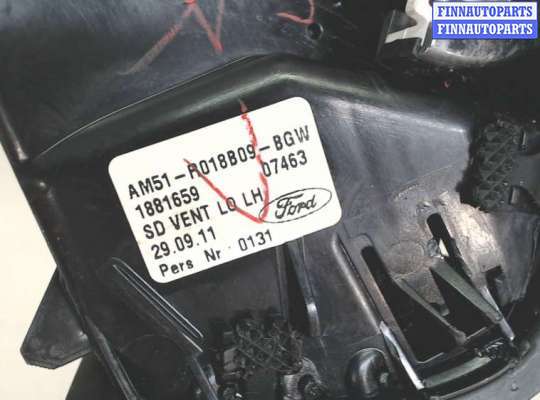 FINNAUTOPARTS
FINNAUTOPARTS
AM51-R018B09-BGW
1881659 07463
SD VENT LO LH
Ford
29.09.11
Pers Nr. 0131